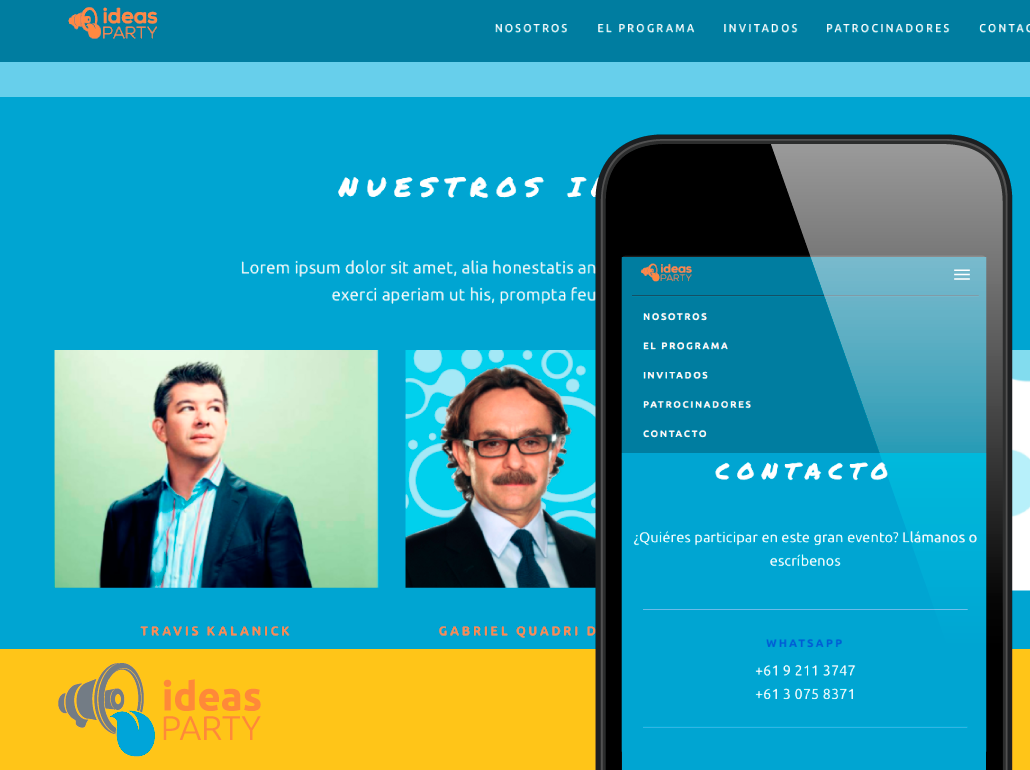 ideas
PARTY
NOSOTROS EL PROGRAMA INVITADOS PATROCINADORES CONTAC
NUESTROS I
Lorem ipsum dolor sit amet, alia honestatis an
exerci aperiam ut his, prompta feu
TRAVIS KALANICK
GABRIEL QUADRI D
ideas
PARTY
ideas
PARTY
NOSOTROS
EL PROGRAMA
INVITADOS
PATROCINADORES
CONTACTO
CONTACTO
¿Quiéres participar en este gran evento? Llámanos o
escríbenos
WHATSAPP
+61 9 211 3747
+61 3 075 8371